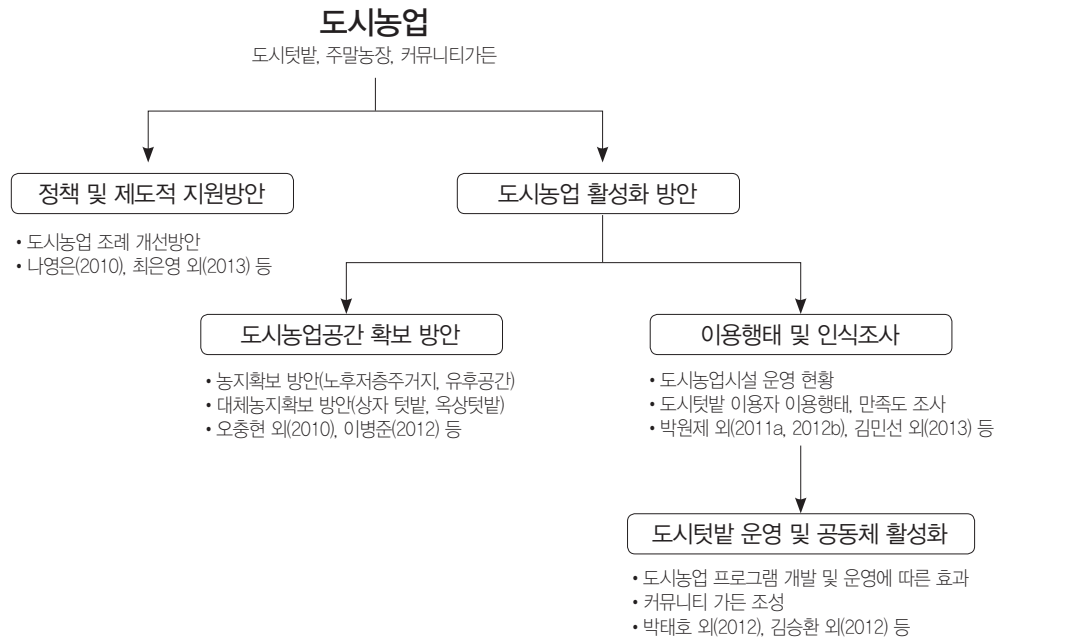 도시농업
도시텃밭, 주말농장, 커뮤니티가든
정책 및 제도적 지원방안
• 도시농업 조례 개선방안
• 나영은(2010), 최은영 외(2013) 등
도시농업 활성화 방안
도시농업공간 확보 방안
• 농지확보 방안(노후저층주거지, 유후공간)
• 대체농지확보 방안(상자 텃밭, 옥상텃밭)
• 오충현 외(2010), 이병준(2012) 등
이용행태 및 인식조사
• 도시농업시설 운영 현황
• 도시텃밭 이용자 이용행태, 만족도 조사
• 박원제 외(2011a, 2012b), 김민선 외(2013) 등
도시텃밭 운영 및 공동체 활성화
• 도시농업 프로그램 개발 및 운영에 따른 효과
• 커뮤니티 가든 조성
• 박태호 외(2012), 김승환 외(2012) 등